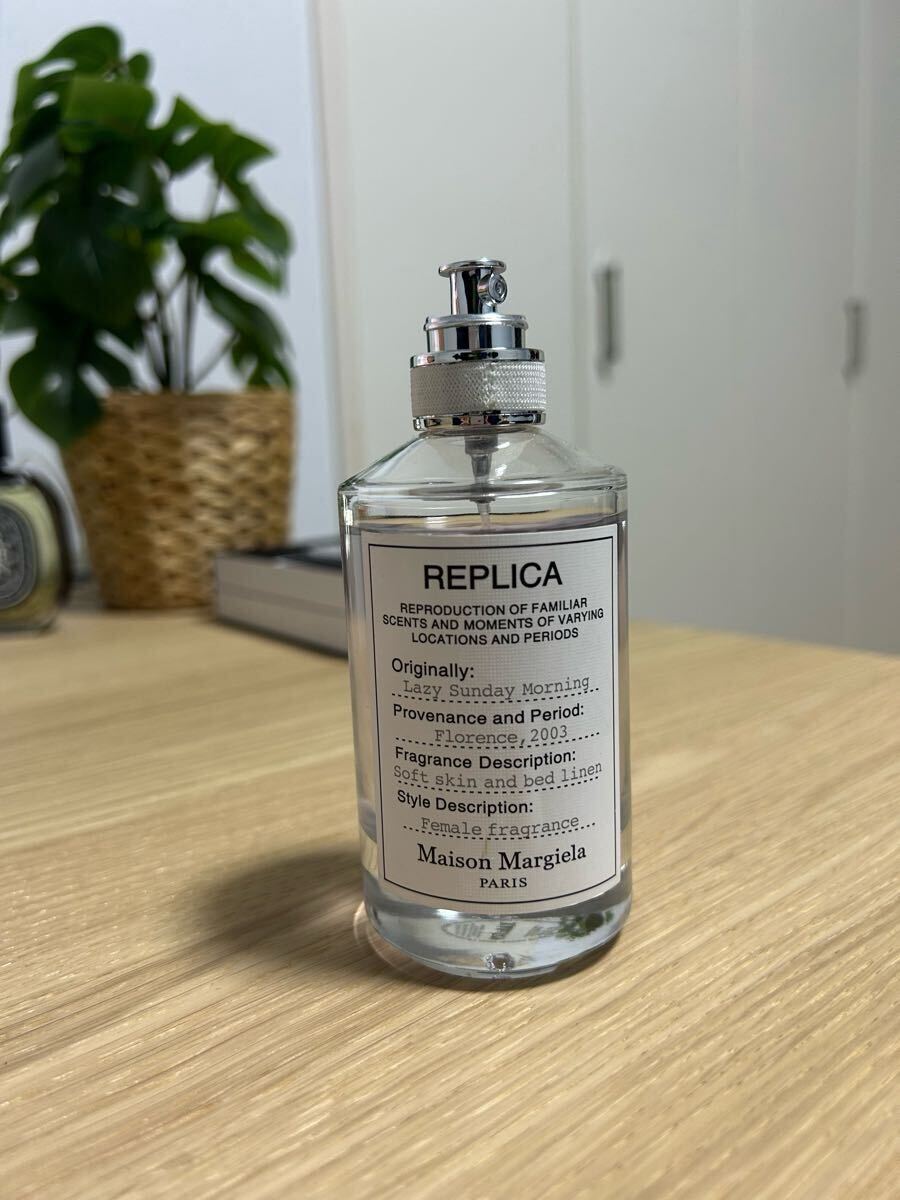 REPLICA
REPRODUCTION OF FAMILIAR
SCENTS AND MOMENTS OF VARYING
LOCATIONS AND PERIODS
Originally:
Lazy Sunday Morning
Provenance and Period:
Florence, 2003
Fragrance Description:
Soft skin and bed linen
Style Description:
Female fragrance
Maison Margiela
PARIS